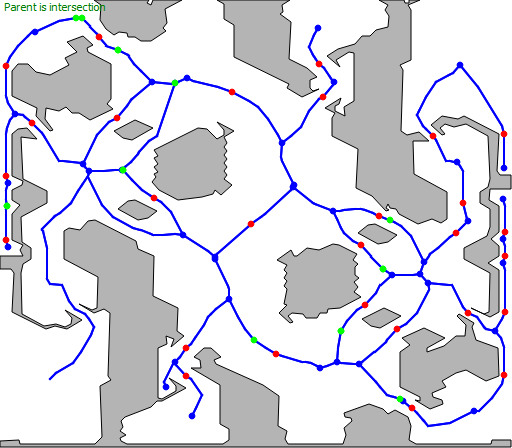 Parent is intersection